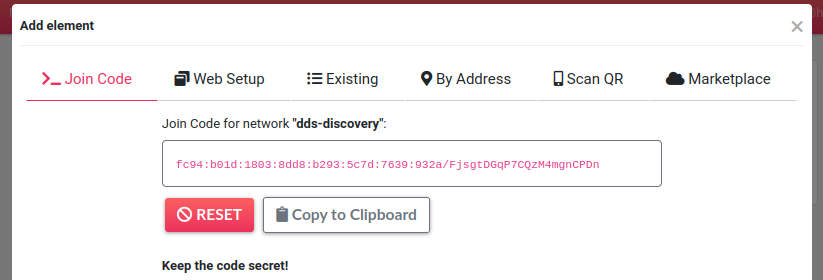 Add element
×
Join Code Web Setup Existing By Address Scan QR Marketplace
Join Code for network "dds-discovery":
fc94:b01d:1803:8dd8:b293:5c7d:7639:932a/FjsgtDGqP7CQzM4mgnCPDn
RESET Copy to Clipboard
Keep the code secret!